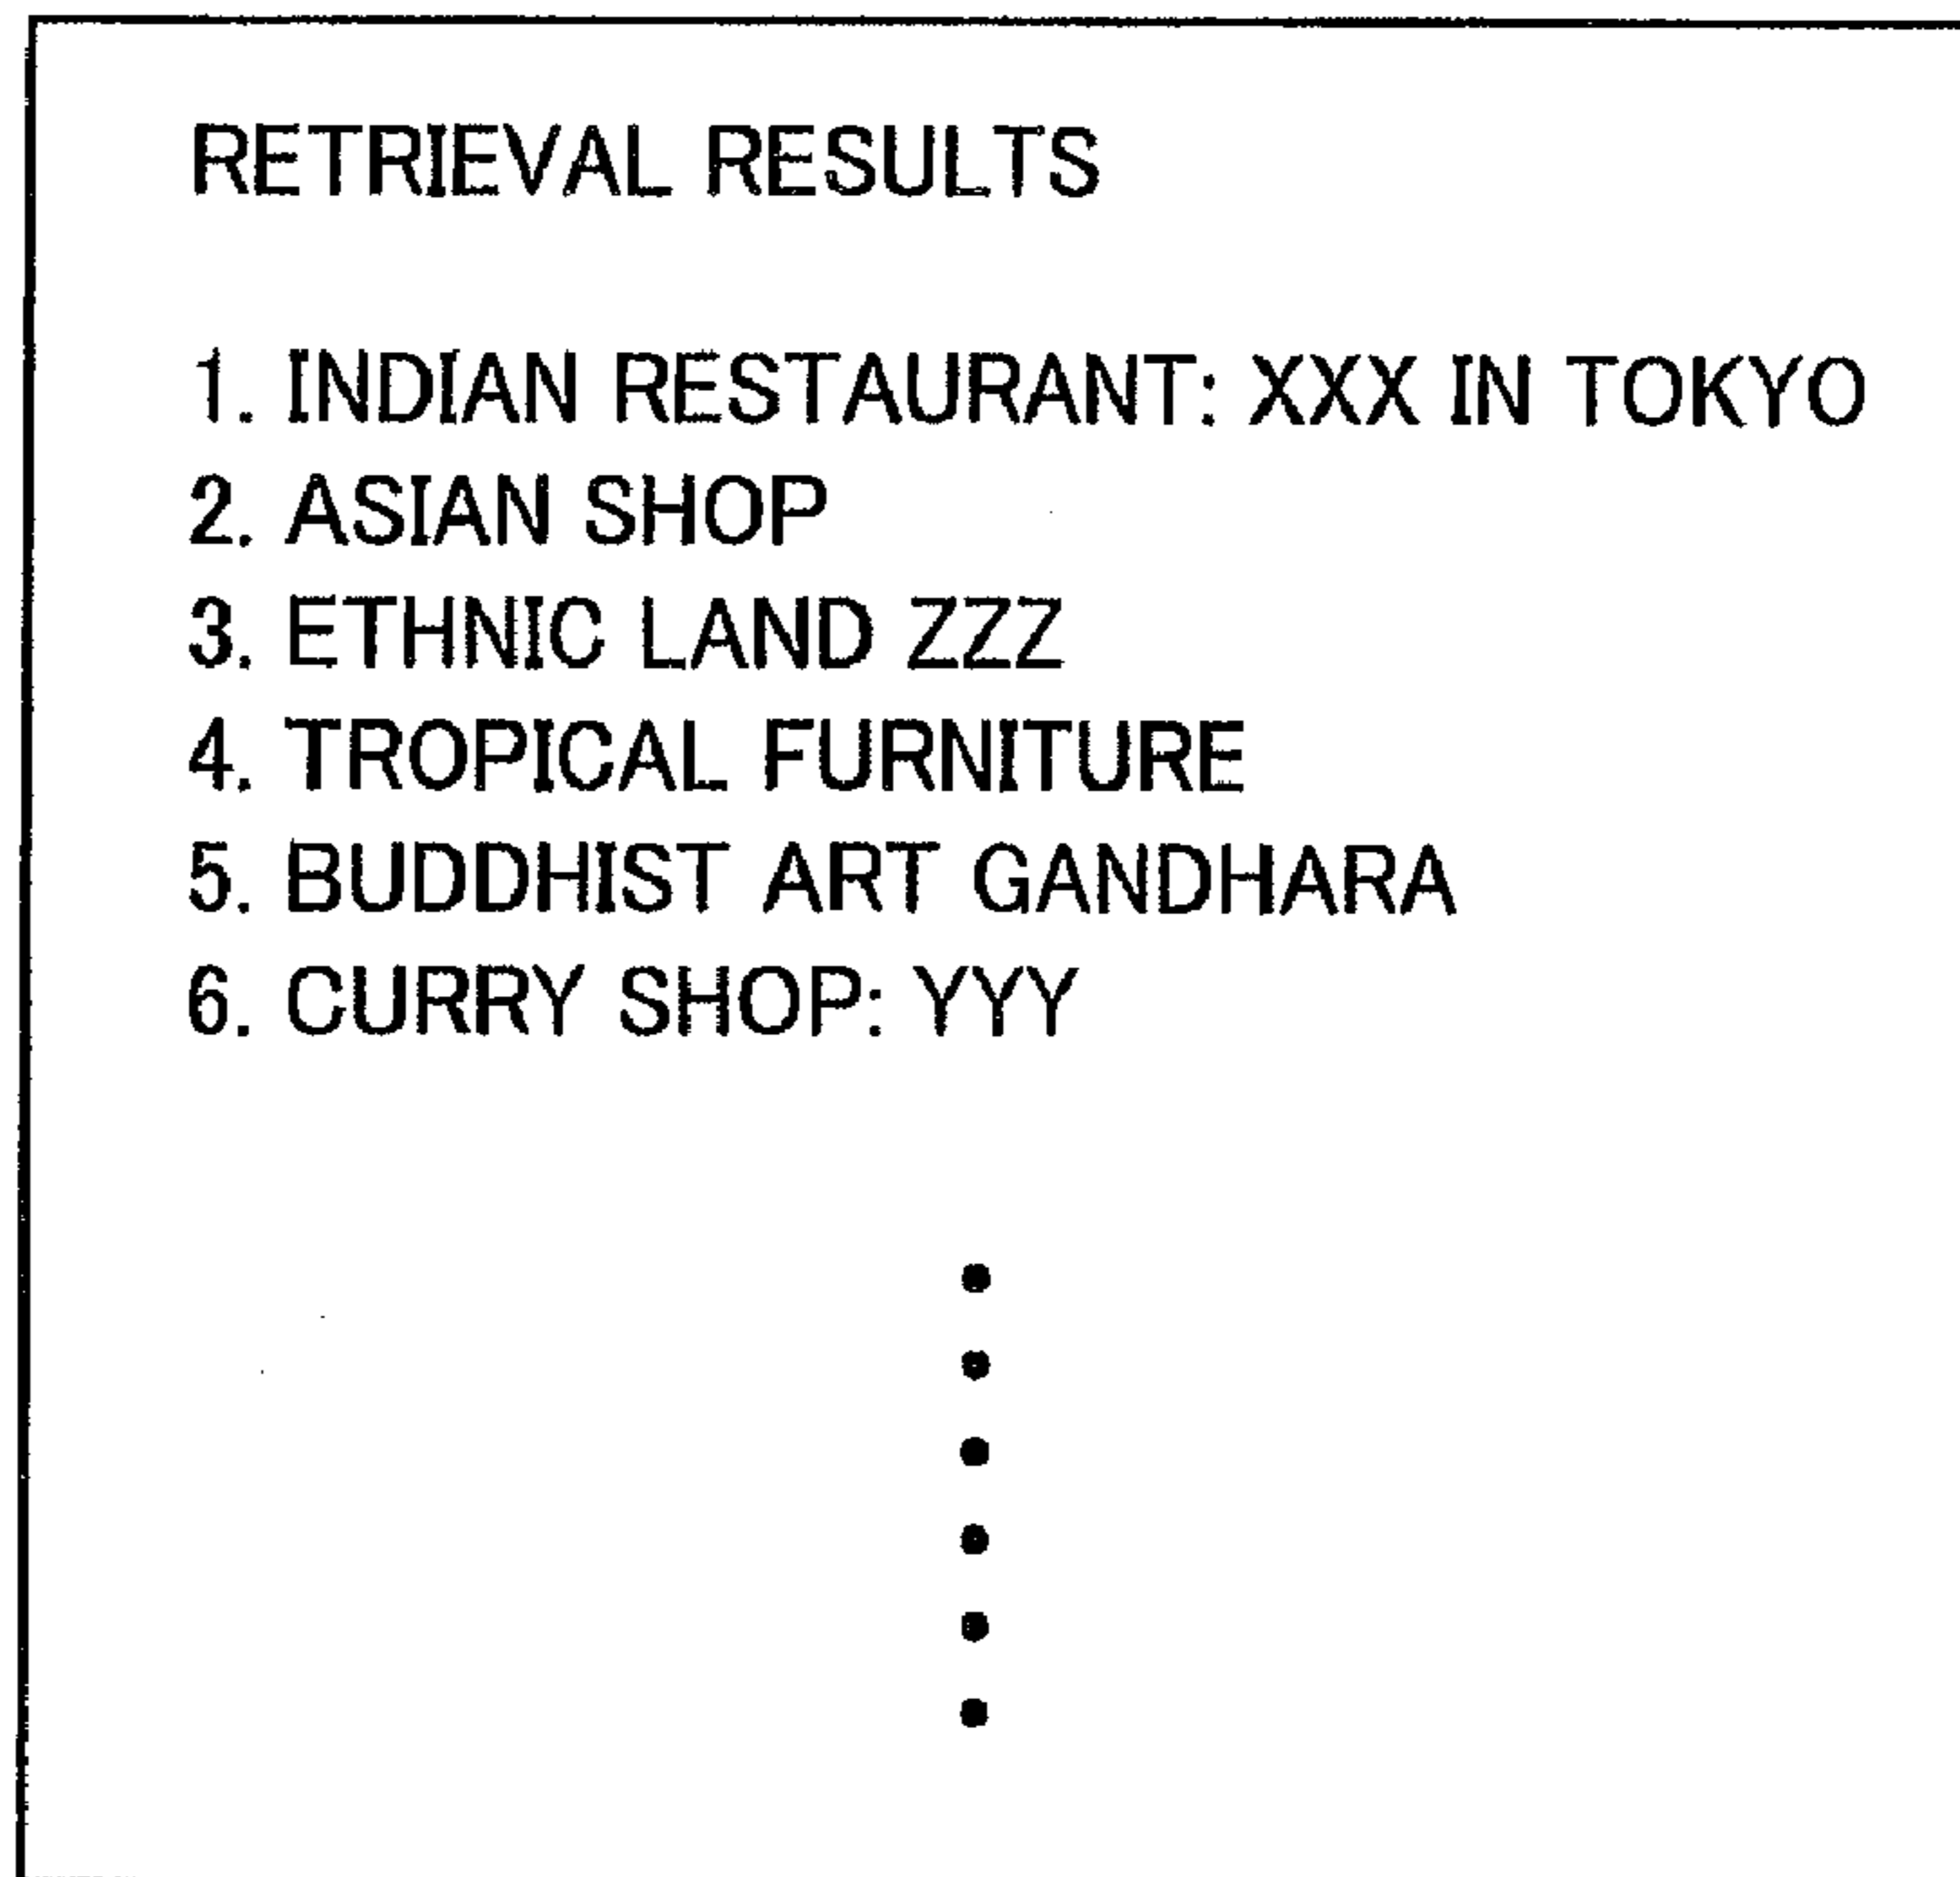 RETRIEVAL RESULTS
1. INDIAN RESTAURANT: XXX IN TOKYO
2. ASIAN SHOP
3. ETHNIC LAND ZZZ
4. TROPICAL FURNITURE
5. BUDDHIST ART GANDHARA
6. CURRY SHOP: YYY